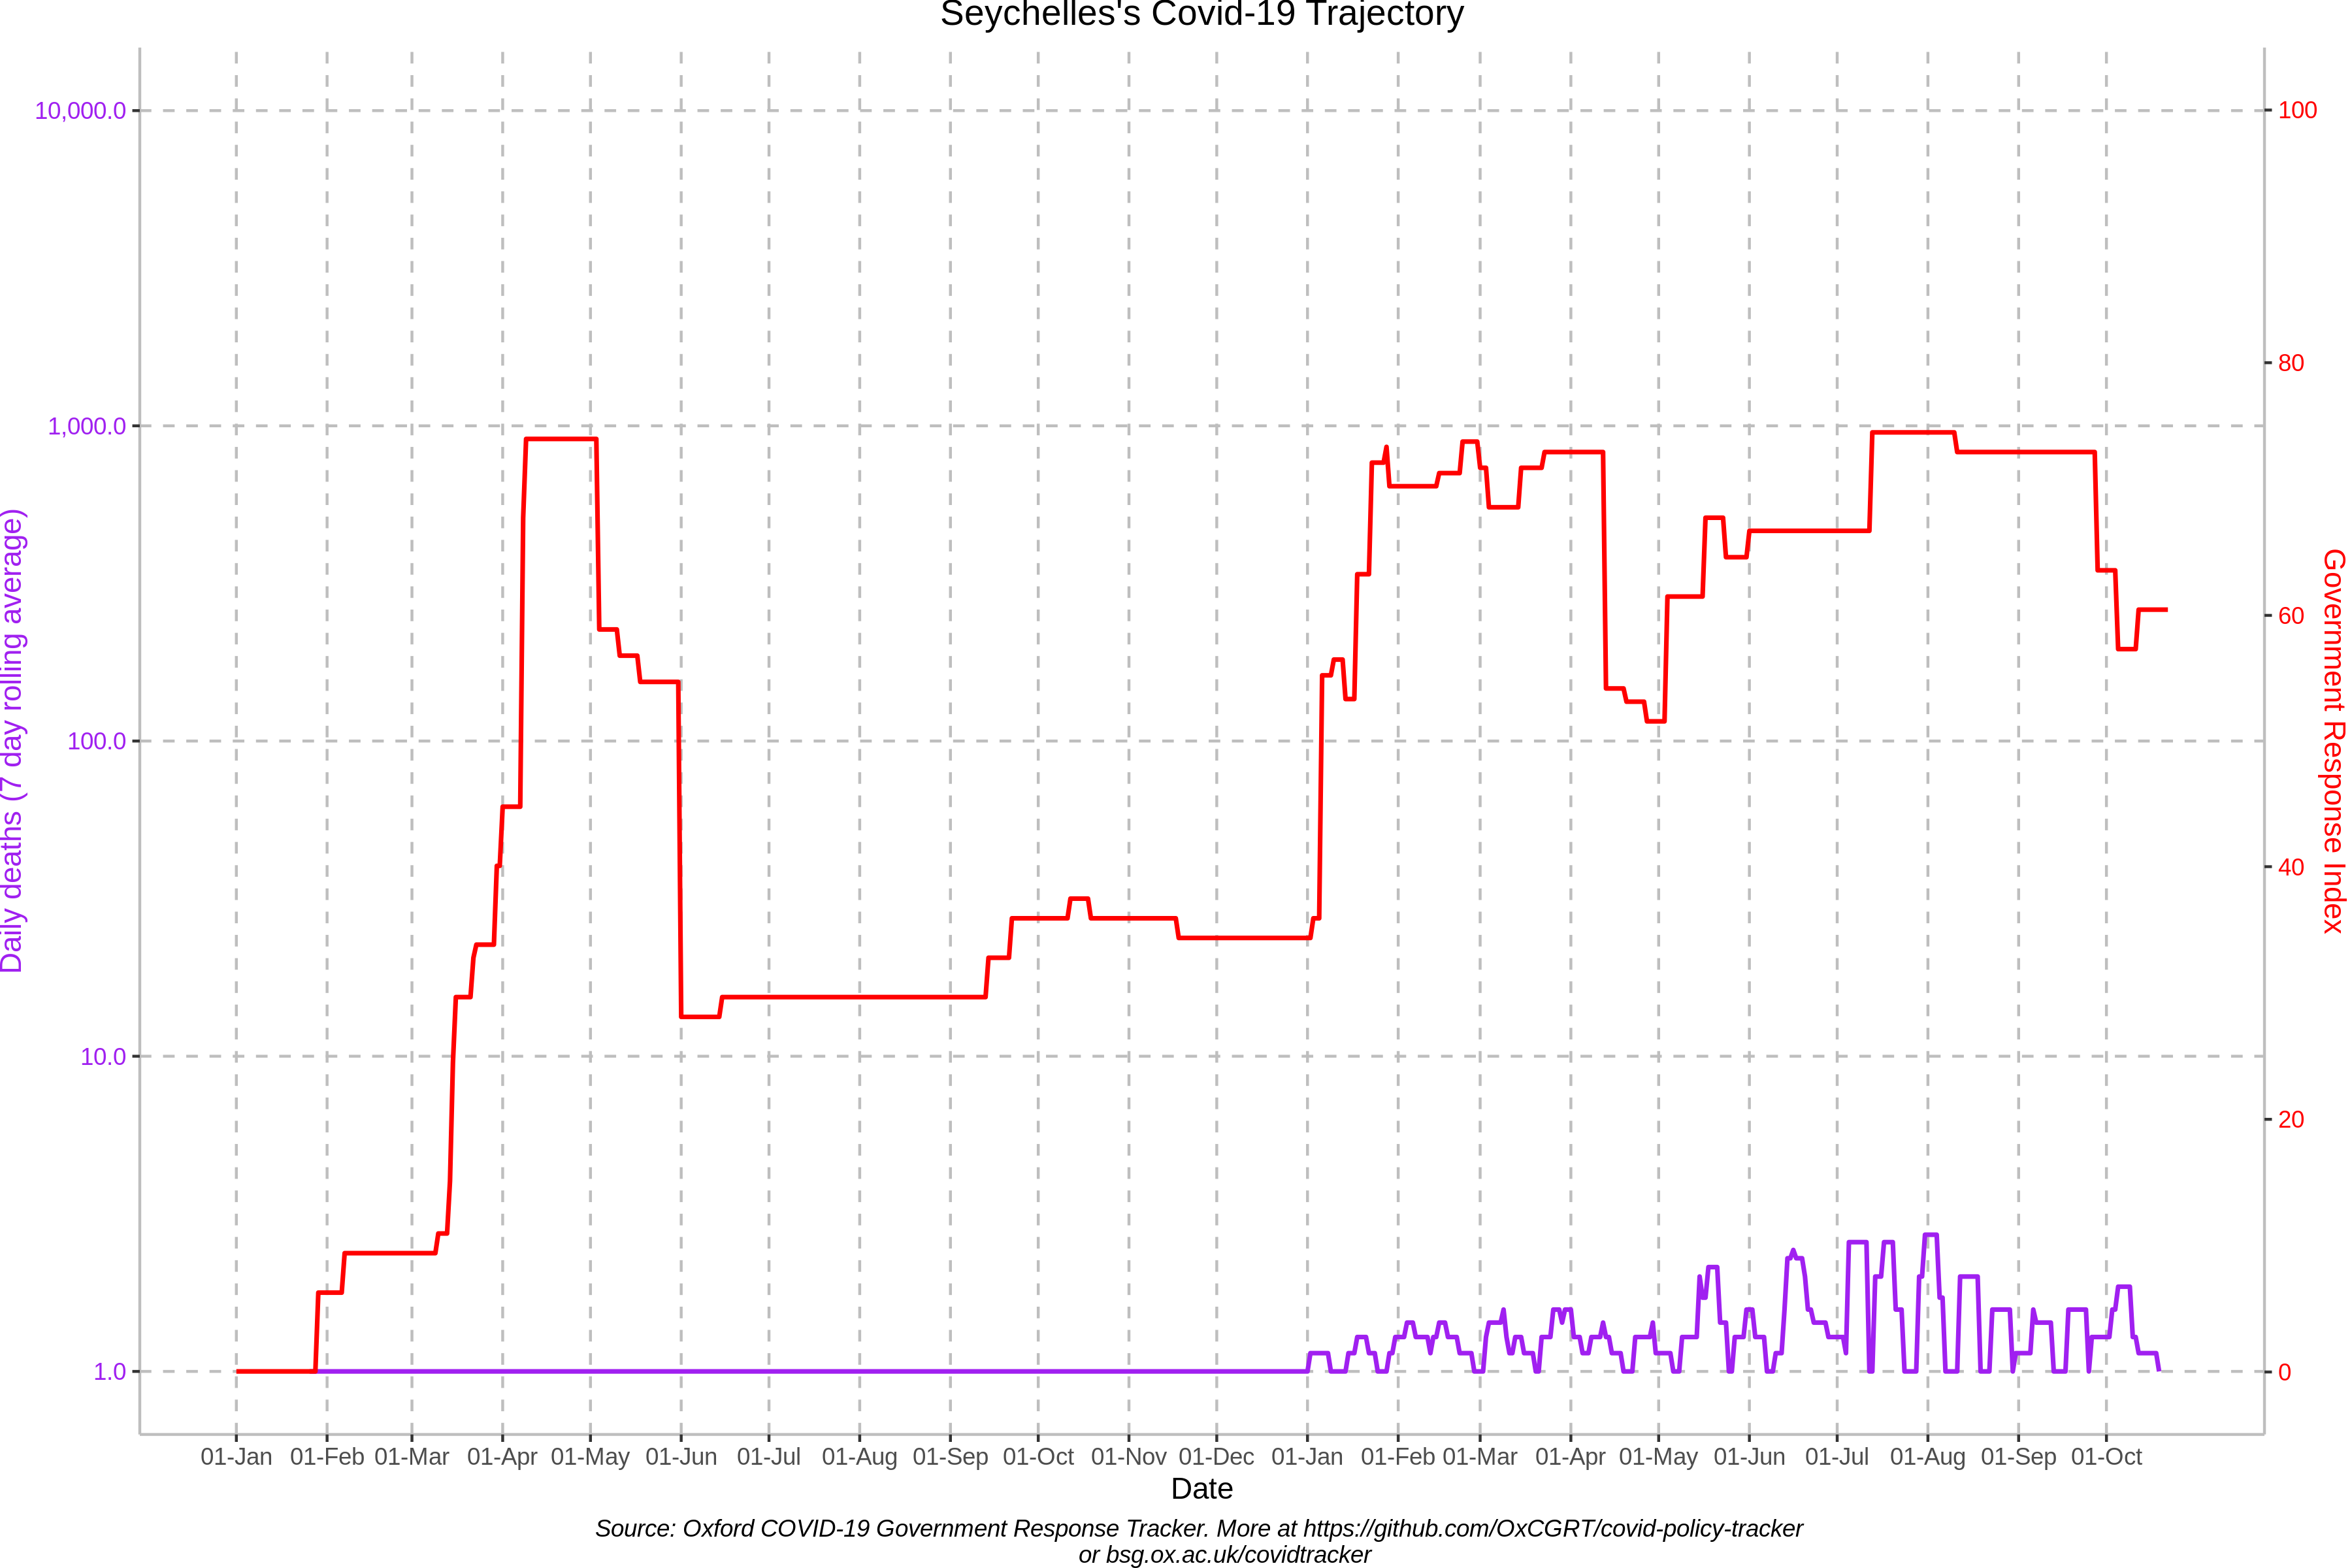 Seychelles's Covid-19 Trajectory
10,000.0
1,000.0
100.0
10.0
1.0
Daily deaths (7 day rolling average)
100
80
60
40
20
0
Government Response Index
01-Jan 01-Feb 01-Mar 01-Apr 01-May 01-Jun 01-Jul 01-Aug 01-Sep 01-Oct 01-Nov 01-Dec 01-Jan 01-Feb 01-Mar 01-Apr 01-May 01-Jun 01-Jul 01-Aug 01-Sep 01-Oct
Date
Source: Oxford COVID-19 Government Response Tracker. More at https://github.com/OxCGRT/covid-policy-tracker
or bsg.ox.ac.uk/covidtracker